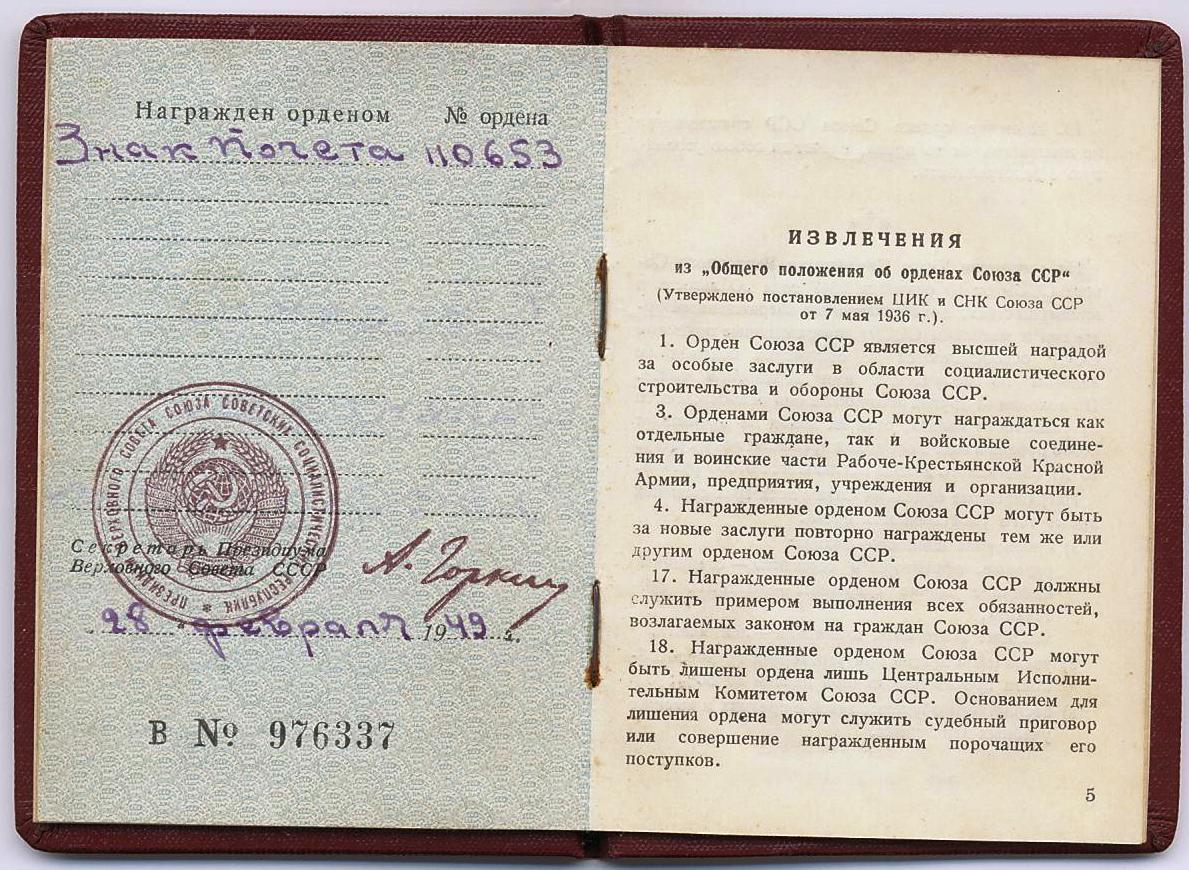 Награжден орденом № ордена
Знак Почета 110653
ПРЕЗИДИУМ ВЕРХОВНОГО СОВЕТА СОЮЗА СОВЕТСКИХ СОЦИАЛИСТИЧЕСКИХ РЕСПУБЛИК
Секретарь Президиума
Верховного Совета СССР
А. Горкин
"28" февраля 1949 г.
В № 976337
ИЗВЛЕЧЕНИЯ
из „Общего положения об орденах Союза ССР“
(Утверждено постановлением ЦИК и СНК Союза ССР
от 7 мая 1936 г.).
1. Орден Союза ССР является высшей наградой
за особые заслуги в области социалистического
строительства и обороны Союза ССР.
3. Орденами Союза ССР могут награждаться как
отдельные граждане, так и войсковые соедине-
ния и воинские части Рабоче-Крестьянской Красной
Армии, предприятия, учреждения и организации.
4. Награжденные орденом Союза ССР могут быть
за новые заслуги повторно награждены тем же или
другим орденом Союза ССР.
17. Награжденные орденом Союза ССР должны
служить примером выполнения всех обязанностей,
возлагаемых законом на граждан Союза ССР.
18. Награжденные орденом Союза ССР могут
быть лишены ордена лишь Центральным Исполни-
тельным Комитетом Союза ССР. Основанием для
лишения ордена могут служить судебный приговор
или совершение награжденным порочащих его
поступков.
5